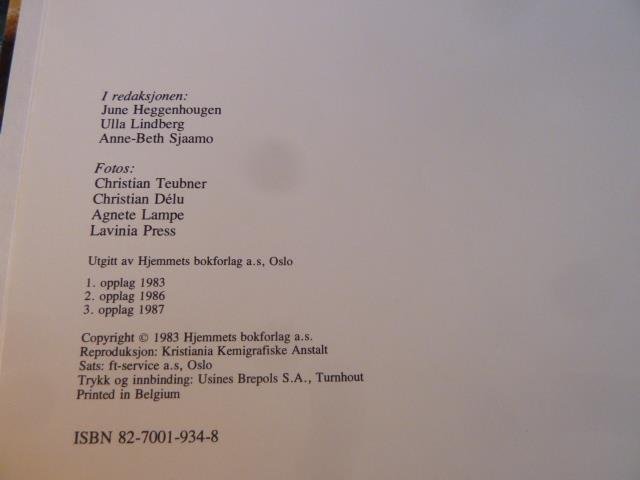 I redaksjonen:
June Heggenhougen
Ulla Lindberg
Anne-Beth Sjaamo
Fotos:
Christian Teubner
Christian Délu
Agnete Lampe
Lavinia Press
Utgitt av Hjemmets bokforlag a.s, Oslo
1. opplag 1983
2. opplag 1986
3. opplag 1987
Copyright © 1983 Hjemmets bokforlag a.s.
Reproduksjon: Kristiania Kemigrafiske Anstalt
Sats: ft-service a.s, Oslo
Trykk og innbinding: Usines Brepols S.A., Turnhout
Printed in Belgium
ISBN 82-7001-934-8